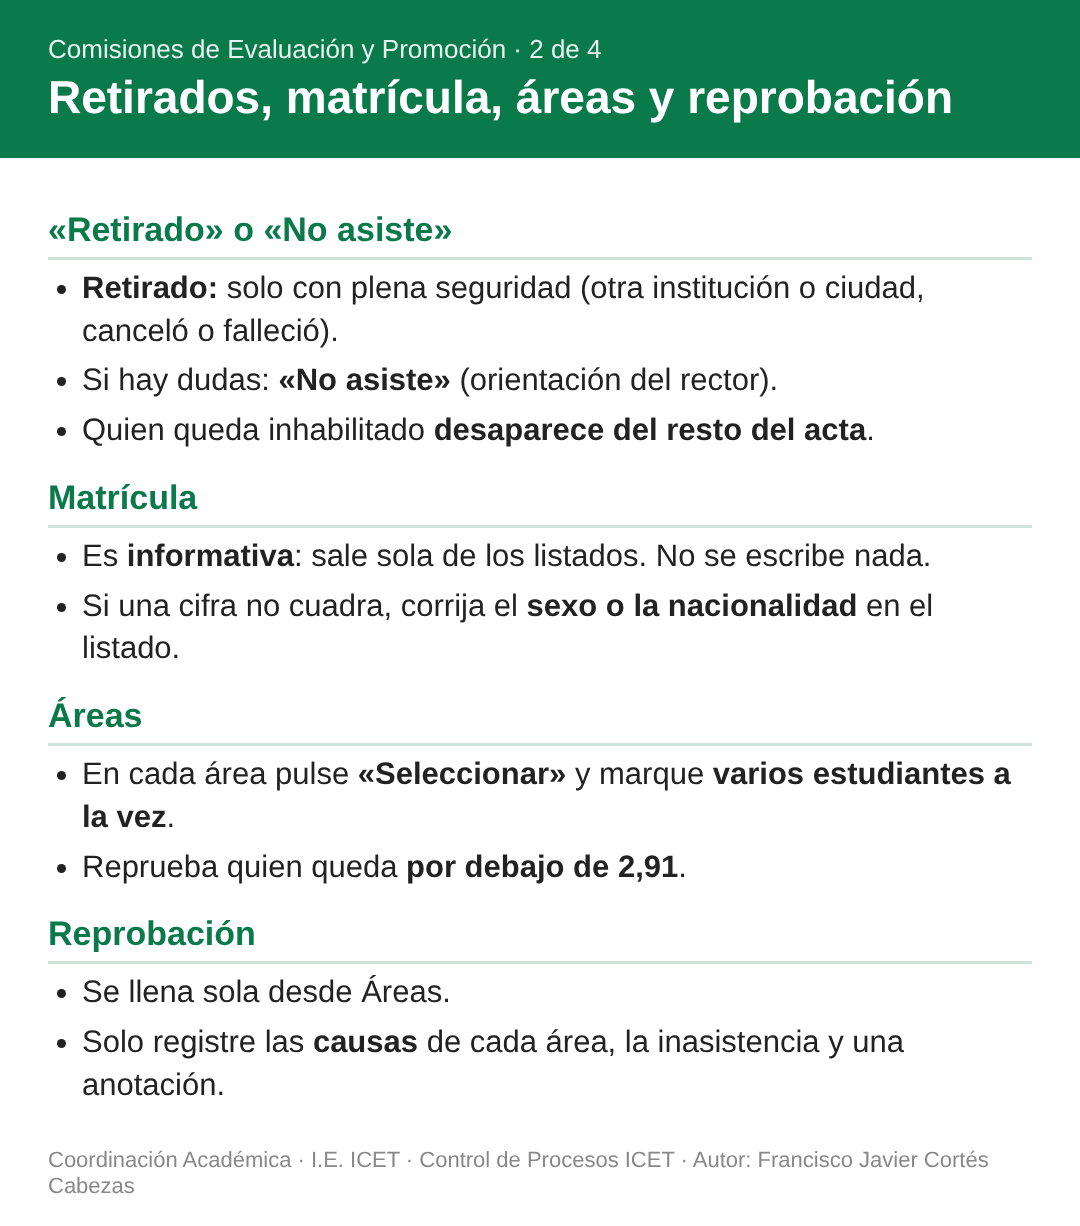 Comisiones de Evaluación y Promoción · 2 de 4
Retirados, matrícula, áreas y reprobación
«Retirado» o «No asiste»
• Retirado: solo con plena seguridad (otra institución o ciudad,
canceló o falleció).
• Si hay dudas: «No asiste» (orientación del rector).
• Quien queda inhabilitado desaparece del resto del acta.
Matrícula
• Es informativa: sale sola de los listados. No se escribe nada.
• Si una cifra no cuadra, corrija el sexo o la nacionalidad en el
listado.
Áreas
• En cada área pulse «Seleccionar» y marque varios estudiantes a
la vez.
• Reprueba quien queda por debajo de 2,91.
Reprobación
• Se llena sola desde Áreas.
• Solo registre las causas de cada área, la inasistencia y una
anotación.
Coordinación Académica · I.E. ICET · Control de Procesos ICET · Autor: Francisco Javier Cortés
Cabezas